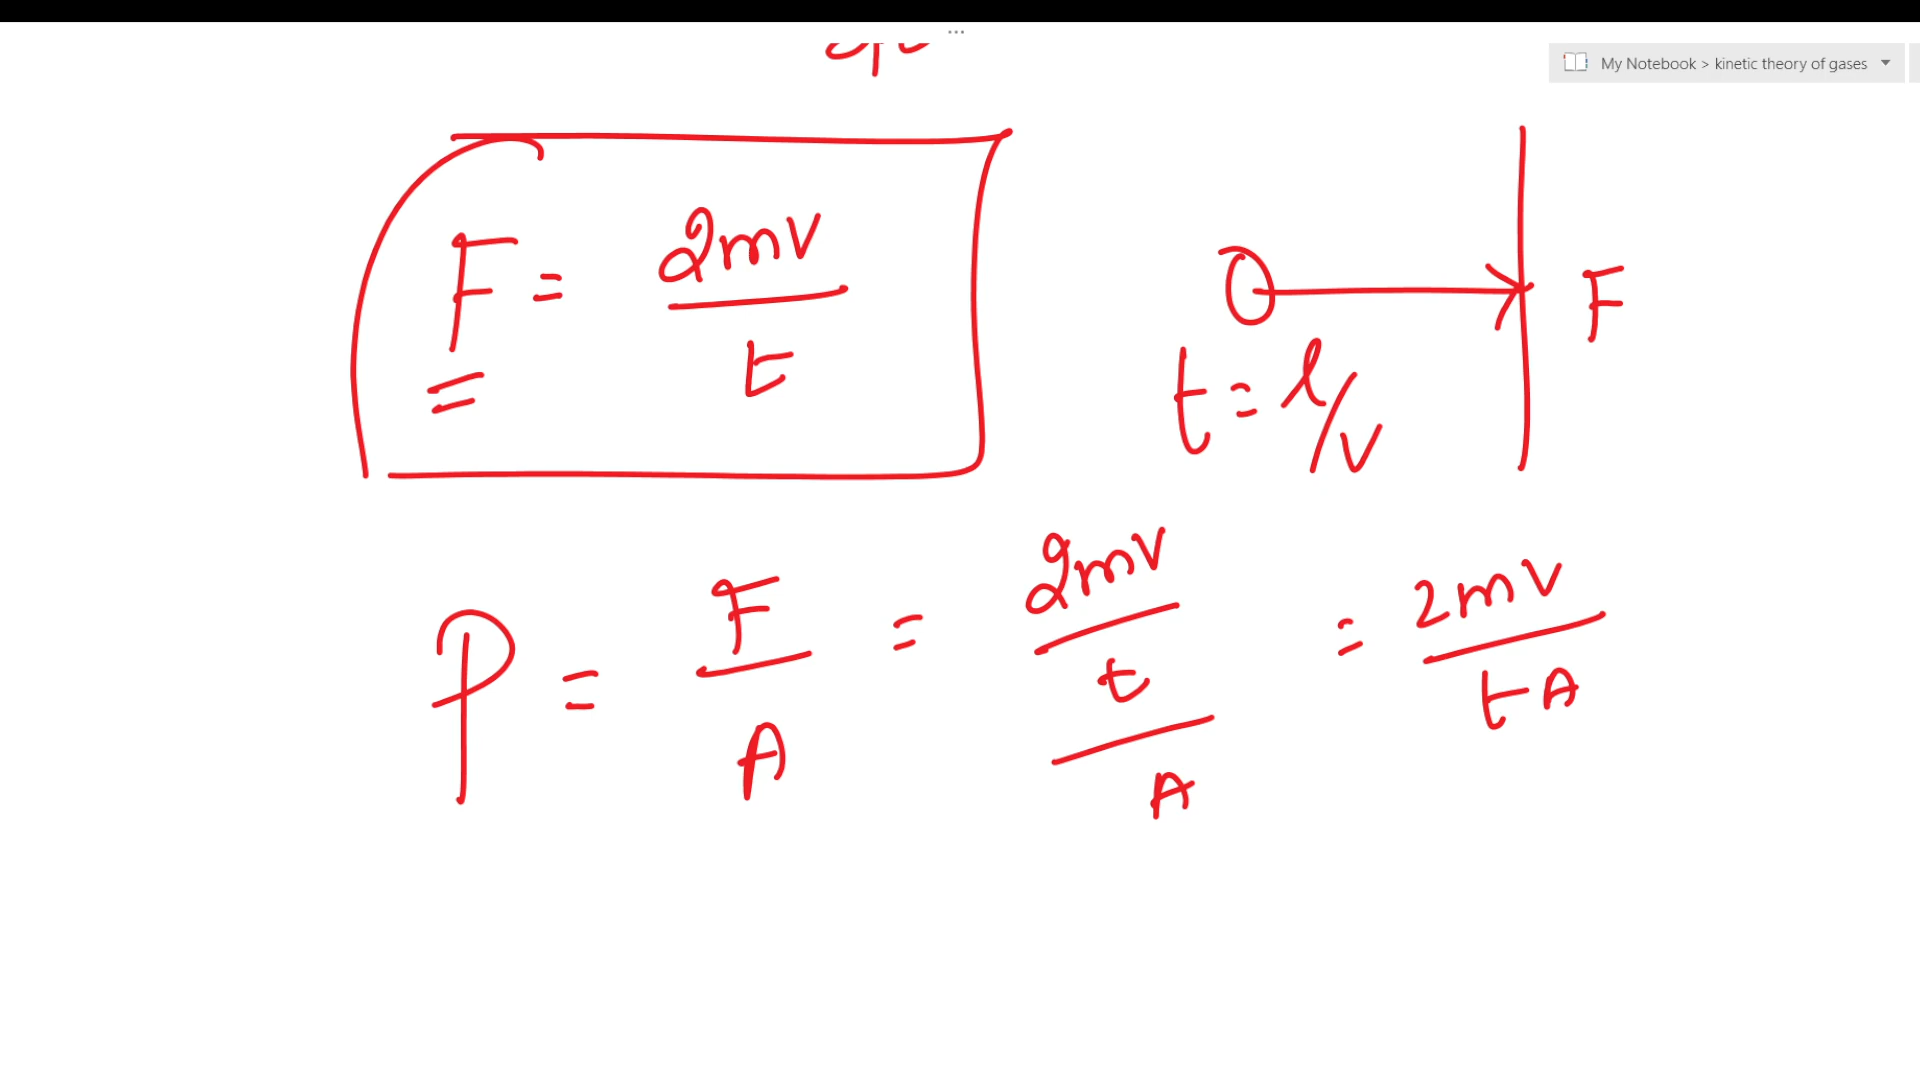 My Notebook > kinetic theory of gases
F = 2mv / t
F
t = l/v
P = F / A = 2mv / t / A = 2mv / tA